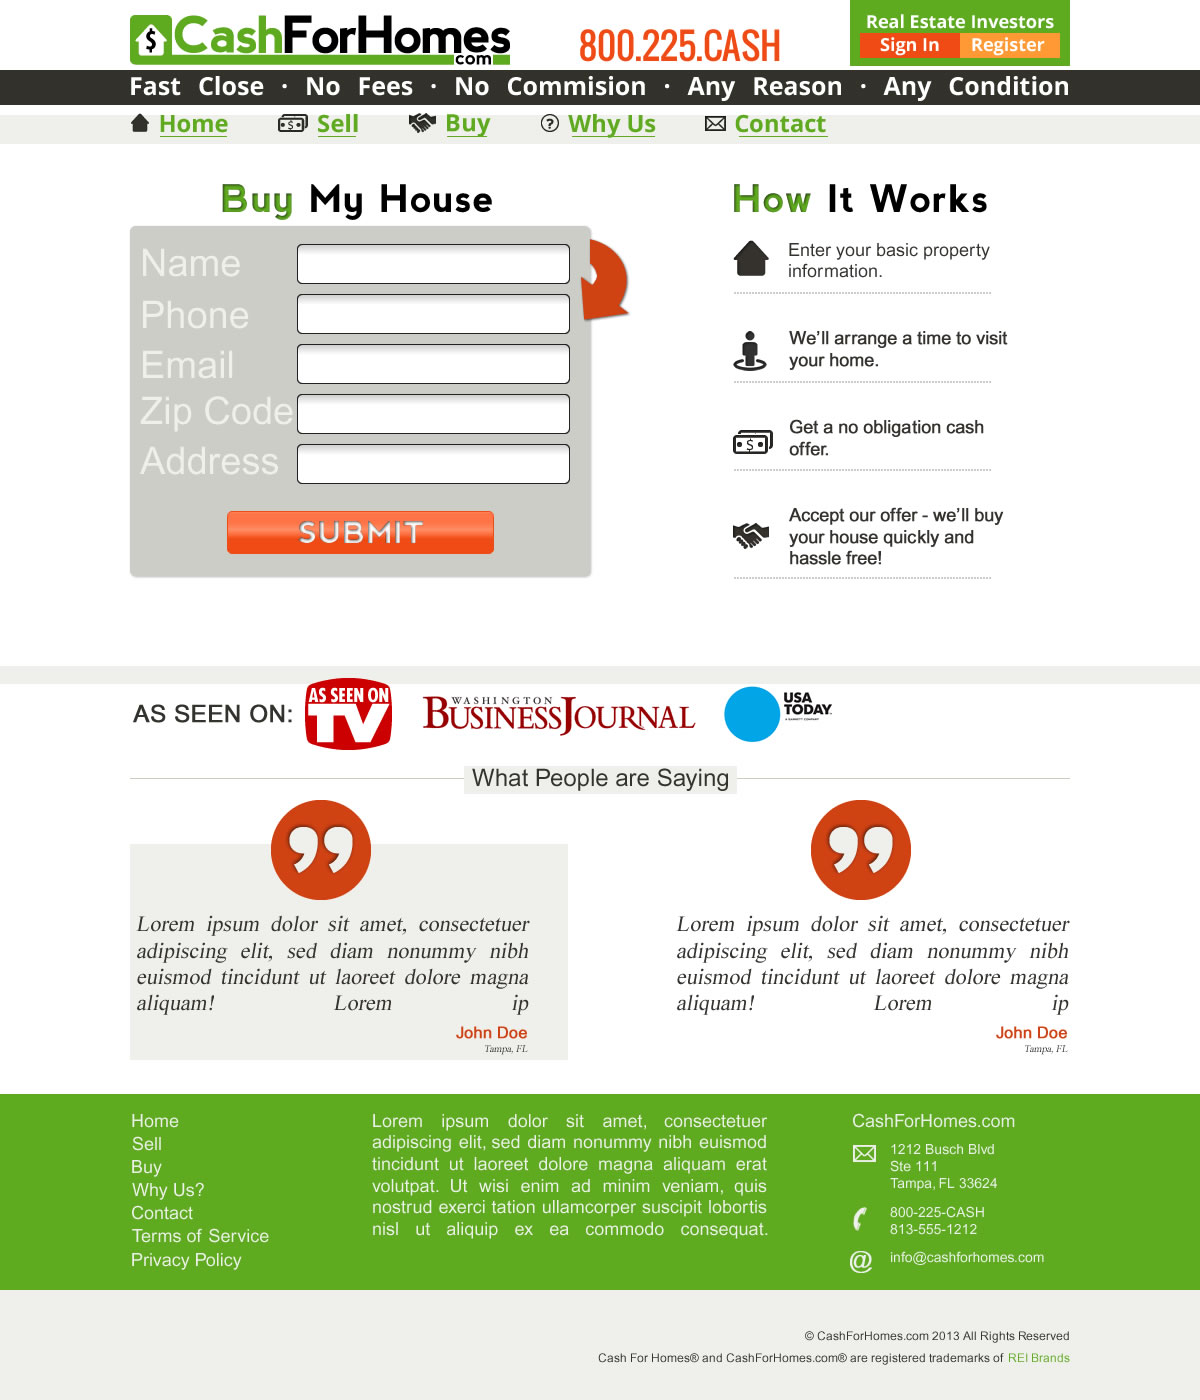 CashForHomes
.com
800.225.CASH
Real Estate Investors
Sign In Register
Fast Close · No Fees · No Commision · Any Reason · Any Condition
Home Sell Buy Why Us Contact
Buy My House
Name
Phone
Email
Zip Code
Address
SUBMIT
How It Works
Enter your basic property
information.
We'll arrange a time to visit
your home.
Get a no obligation cash
offer.
Accept our offer - we'll buy
your house quickly and
hassle free!
AS SEEN ON:
AS SEEN ON
TV
WASHINGTON
BUSINESS JOURNAL
USA
TODAY
A GANNETT COMPANY
What People are Saying
Lorem ipsum dolor sit amet, consectetuer
adipiscing elit, sed diam nonummy nibh
euismod tincidunt ut laoreet dolore magna
aliquam! Lorem ip
John Doe
Tampa, FL
Lorem ipsum dolor sit amet, consectetuer
adipiscing elit, sed diam nonummy nibh
euismod tincidunt ut laoreet dolore magna
aliquam! Lorem ip
John Doe
Tampa, FL
Home
Sell
Buy
Why Us?
Contact
Terms of Service
Privacy Policy
Lorem ipsum dolor sit amet, consectetuer
adipiscing elit, sed diam nonummy nibh euismod
tincidunt ut laoreet dolore magna aliquam erat
volutpat. Ut wisi enim ad minim veniam, quis
nostrud exerci tation ullamcorper suscipit lobortis
nisl ut aliquip ex ea commodo consequat.
CashForHomes.com
1212 Busch Blvd
Ste 111
Tampa, FL 33624
800-225-CASH
813-555-1212
info@cashforhomes.com
© CashForHomes.com 2013 All Rights Reserved
Cash For Homes® and CashForHomes.com® are registered trademarks of REI Brands